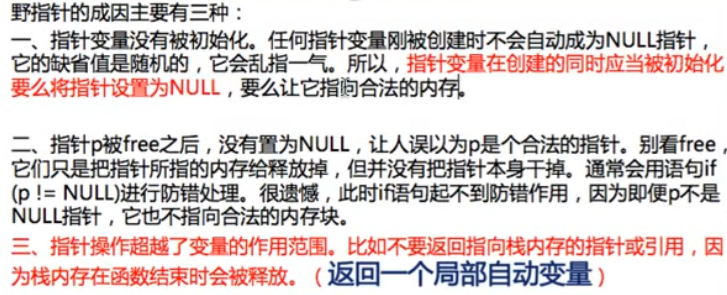 野指针的成因主要有三种：
一、指针变量没有被初始化。任何指针变量刚被创建时不会自动成为NULL指针，
它的缺省值是随机的，它会乱指一气。所以，指针变量在创建的同时应当被初始化
要么将指针设置为NULL，要么让它指向合法的内存。
二、指针p被free之后，没有置为NULL，让人误以为p是个合法的指针。别看free，
它们只是把指针所指的内存给释放掉，但并没有把指针本身干掉。通常会用语句if
(p != NULL)进行防错处理。很遗憾，此时if语句起不到防错作用，因为即便p不是
NULL指针，它也不指向合法的内存块。
三、指针操作超越了变量的作用范围。比如不要返回指向栈内存的指针或引用，因
为栈内存在函数结束时会被释放。（返回一个局部自动变量）